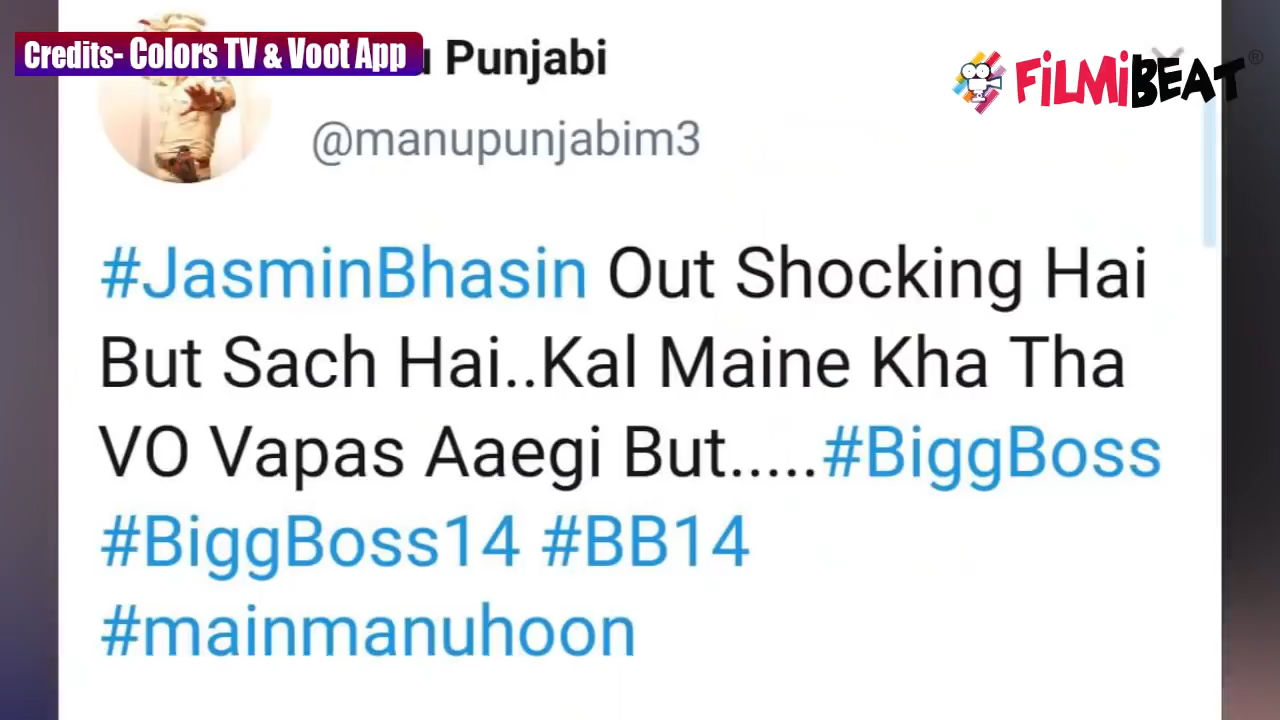 Credits- Colors TV & Voot App
Punjabi
FiLMiBEAT®
@manupunjabim3
#JasminBhasin Out Shocking Hai
But Sach Hai..Kal Maine Kha Tha
VO Vapas Aaegi But.....#BiggBoss
#BiggBoss14 #BB14
#mainmanuhoon